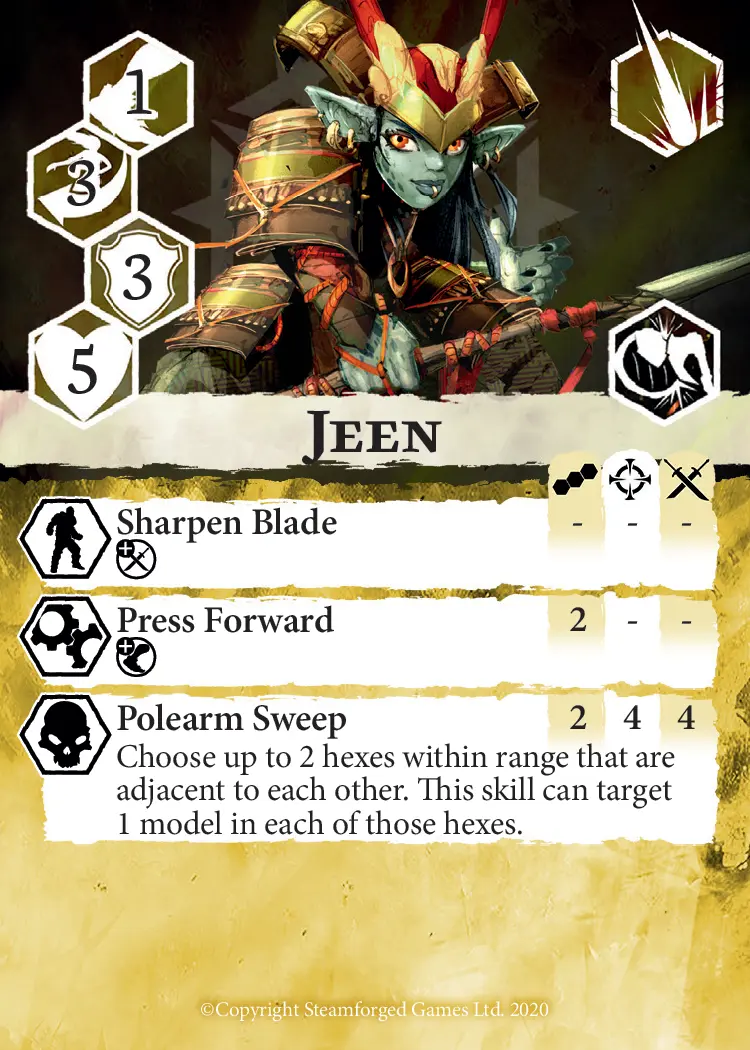 1
3
3
5
Jeen
Sharpen Blade - - -
Press Forward 2 - -
Polearm Sweep 2 4 4
Choose up to 2 hexes within range that are
adjacent to each other. This skill can target
1 model in each of those hexes.
©Copyright Steamforged Games Ltd. 2020